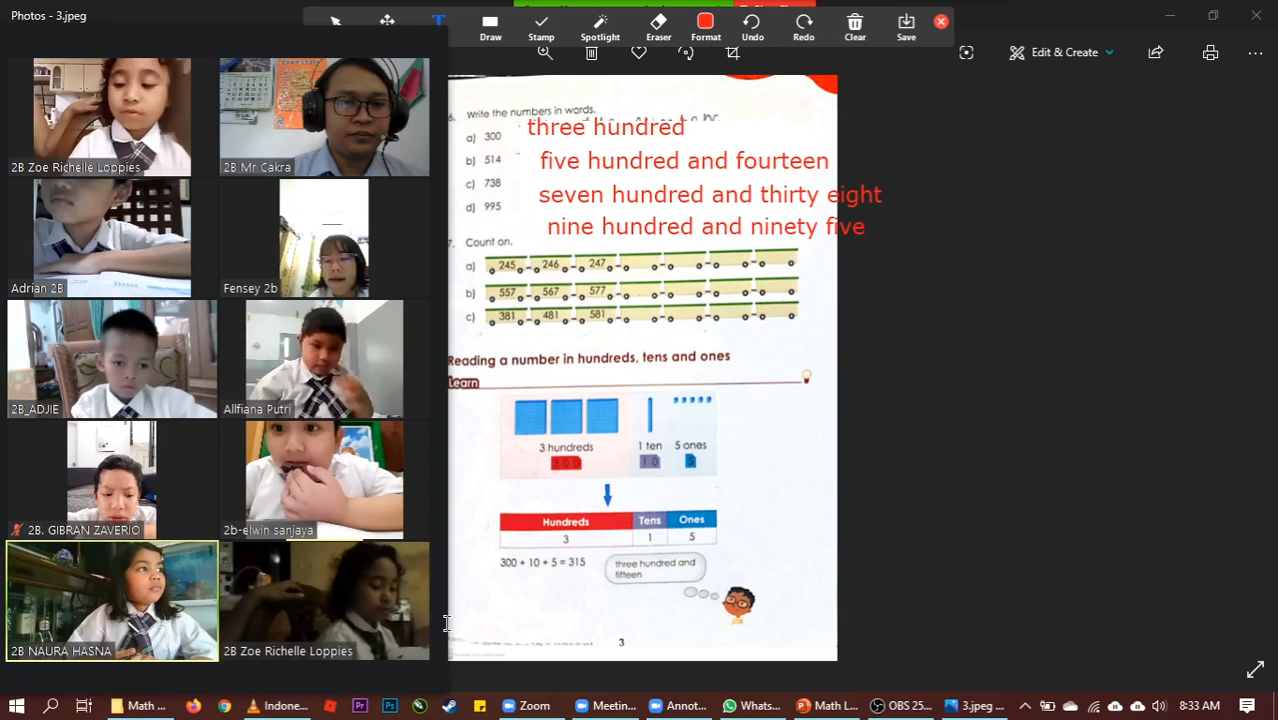 Photos - 3.jpeg
Draw
Stamp
Spotlight
Eraser
Format
Undo
Redo
Clear
Save
Edit & Create
2B Zoe Richelle Loppies
2B Mr Cakra
Adrian 2B
Fensey 2b
2B_ADJIE
Allfiana Putri
2B. GIBRAN ZAVERIO
2b-elwin sanjaya
2B NAURA HASNA
2B Zoe Richelle Loppies
6. Write the numbers in words.
a) 300 three hundred
b) 514 five hundred and fourteen
c) 738 seven hundred and thirty eight
d) 995 nine hundred and ninety five
7. Count on.
a) 245 246 247
b) 557 567 577
c) 381 481 581
Reading a number in hundreds, tens and ones
Learn
3 hundreds 1 ten 5 ones
300 10 5
Hundreds Tens Ones
3 1 5
300 + 10 + 5 = 315
three hundred and
fifteen
3
Math ...
Indone...
Zoom
Meetin...
Annot...
WhatsA...
Math L...
OBS 25...
3.jpeg ...
8:33 AM